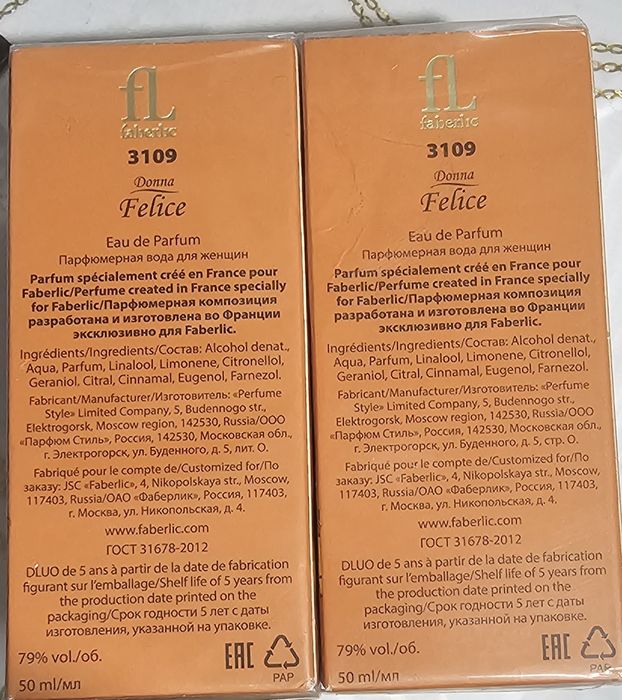 fL
faberlic
3109
Donna
Felice
Eau de Parfum
Парфюмерная вода для женщин
Parfum spécialement créé en France pour
Faberlic/Perfume created in France specially
for Faberlic/Парфюмерная композиция
разработана и изготовлена во Франции
эксклюзивно для Faberlic.
Ingrédients/Ingredients/Состав: Alcohol denat.,
Aqua, Parfum, Linalool, Limonene, Citronellol,
Geraniol, Citral, Cinnamal, Eugenol, Farnezol.
Fabricant/Manufacturer/Изготовитель: «Perfume
Style» Limited Company, 5, Budennogo str.,
Elektrogorsk, Moscow region, 142530, Russia/ООО
«Парфюм Стиль», Россия, 142530, Московская обл.,
г. Электрогорск, ул. Буденного, д. 5, лит. О.
Fabriqué pour le compte de/Customized for/По
заказу: JSC «Faberlic», 4, Nikopolskaya str., Moscow,
117403, Russia/ОАО «Фаберлик», Россия, 117403,
г. Москва, ул. Никопольская, д. 4.
www.faberlic.com
ГОСТ 31678-2012
DLUO de 5 ans à partir de la date de fabrication
figurant sur l'emballage/Shelf life of 5 years from
the production date printed on the
packaging/Срок годности 5 лет с даты
изготовления, указанной на упаковке.
79% vol./об.
EAC
PAP
50 ml/мл
fL
faberlic
3109
Donna
Felice
Eau de Parfum
Парфюмерная вода для женщин
Parfum spécialement créé en France pour
Faberlic/Perfume created in France specially
for Faberlic/Парфюмерная композиция
разработана и изготовлена во Франции
эксклюзивно для Faberlic.
Ingrédients/Ingredients/Состав: Alcohol denat.,
Aqua, Parfum, Linalool, Limonene, Citronellol,
Geraniol, Citral, Cinnamal, Eugenol, Farnezol.
Fabricant/Manufacturer/Изготовитель: «Perfume
Style» Limited Company, 5, Budennogo str.,
Elektrogorsk, Moscow region, 142530, Russia/ООО
«Парфюм Стиль», Россия, 142530, Московская обл.,
г. Электрогорск, ул. Буденного, д. 5, стр. О.
Fabriqué pour le compte de/Customized for/По
заказу: JSC «Faberlic», 4, Nikopolskaya str., Moscow,
117403, Russia/ОАО «Фаберлик», Россия, 117403,
г. Москва, ул. Никопольская, д. 4.
www.faberlic.com
ГОСТ 31678-2012
DLUO de 5 ans à partir de la date de fabrication
figurant sur l'emballage/Shelf life of 5 years from
the production date printed on the
packaging/Срок годности 5 лет с даты
изготовления, указанной на упаковке.
79% vol./об.
EAC
PAP
50 ml/мл